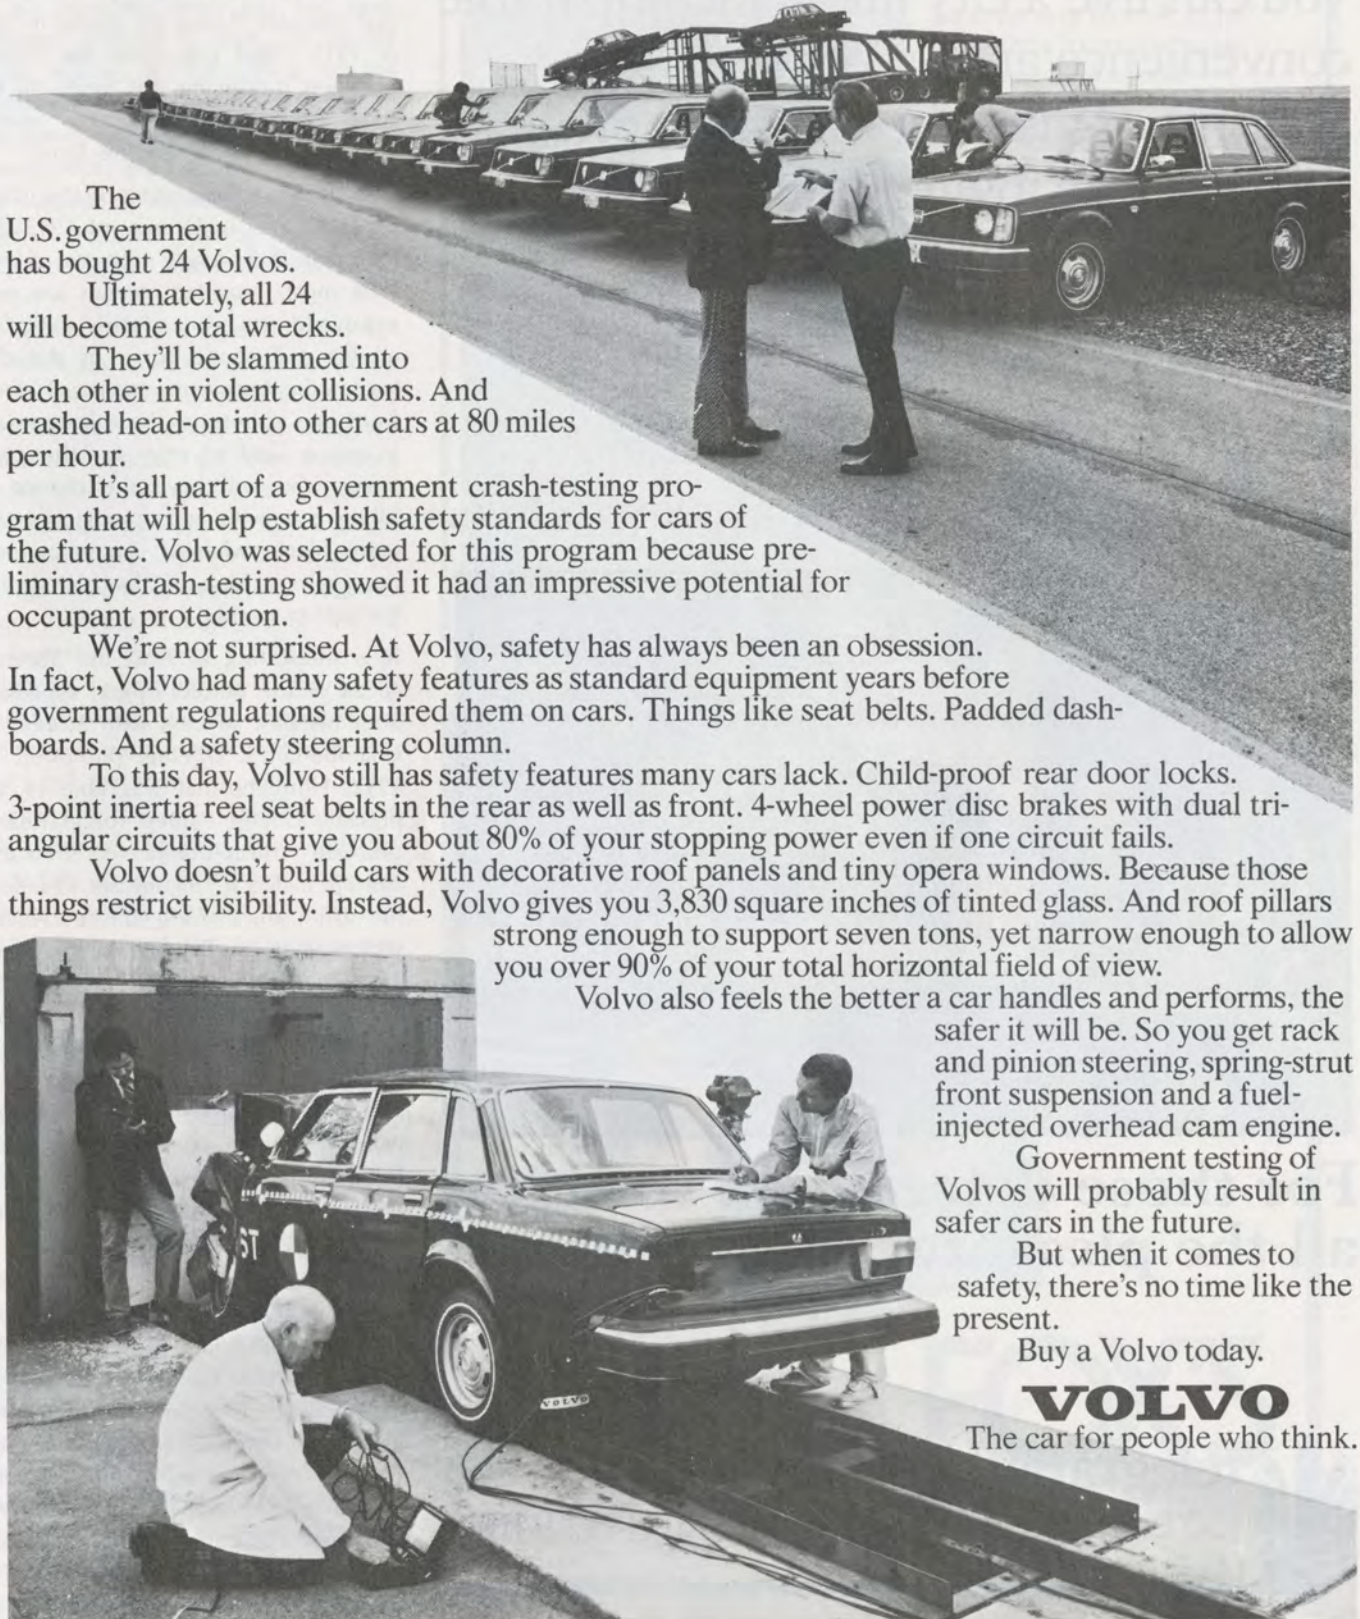 The
U.S. government
has bought 24 Volvos.
Ultimately, all 24
will become total wrecks.
They'll be slammed into
each other in violent collisions. And
crashed head-on into other cars at 80 miles
per hour.
It's all part of a government crash-testing pro-
gram that will help establish safety standards for cars of
the future. Volvo was selected for this program because pre-
liminary crash-testing showed it had an impressive potential for
occupant protection.
We're not surprised. At Volvo, safety has always been an obsession.
In fact, Volvo had many safety features as standard equipment years before
government regulations required them on cars. Things like seat belts. Padded dash-
boards. And a safety steering column.
To this day, Volvo still has safety features many cars lack. Child-proof rear door locks.
3-point inertia reel seat belts in the rear as well as front. 4-wheel power disc brakes with dual tri-
angular circuits that give you about 80% of your stopping power even if one circuit fails.
Volvo doesn't build cars with decorative roof panels and tiny opera windows. Because those
things restrict visibility. Instead, Volvo gives you 3,830 square inches of tinted glass. And roof pillars
strong enough to support seven tons, yet narrow enough to allow
you over 90% of your total horizontal field of view.
Volvo also feels the better a car handles and performs, the
safer it will be. So you get rack
and pinion steering, spring-strut
front suspension and a fuel-
injected overhead cam engine.
Government testing of
Volvos will probably result in
safer cars in the future.
But when it comes to
safety, there's no time like the
present.
Buy a Volvo today.
VOLVO
The car for people who think.
ST
VOLVO